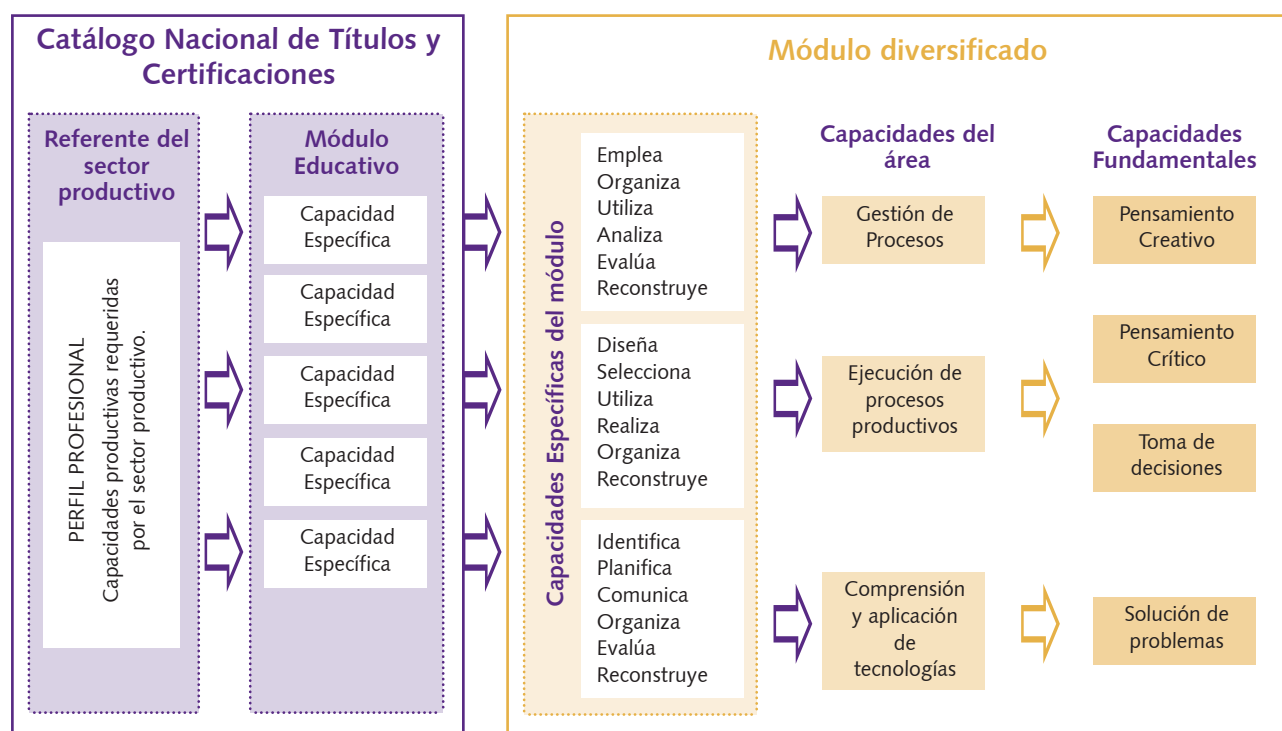 Catálogo Nacional de Títulos y
Certificaciones
Referente del
sector
productivo
PERFIL PROFESIONAL
Capacidades productivas requeridas
por el sector productivo.
Módulo
Educativo
Capacidad
Específica
Capacidad
Específica
Capacidad
Específica
Capacidad
Específica
Capacidad
Específica
Módulo diversificado
Capacidades Específicas del módulo
Emplea
Organiza
Utiliza
Analiza
Evalúa
Reconstruye
Diseña
Selecciona
Utiliza
Realiza
Organiza
Reconstruye
Identifica
Planifica
Comunica
Organiza
Evalúa
Reconstruye
Capacidades del
área
Gestión de
Procesos
Ejecución de
procesos
productivos
Comprensión
y aplicación
de
tecnologías
Capacidades
Fundamentales
Pensamiento
Creativo
Pensamiento
Crítico
Toma de
decisiones
Solución de
problemas